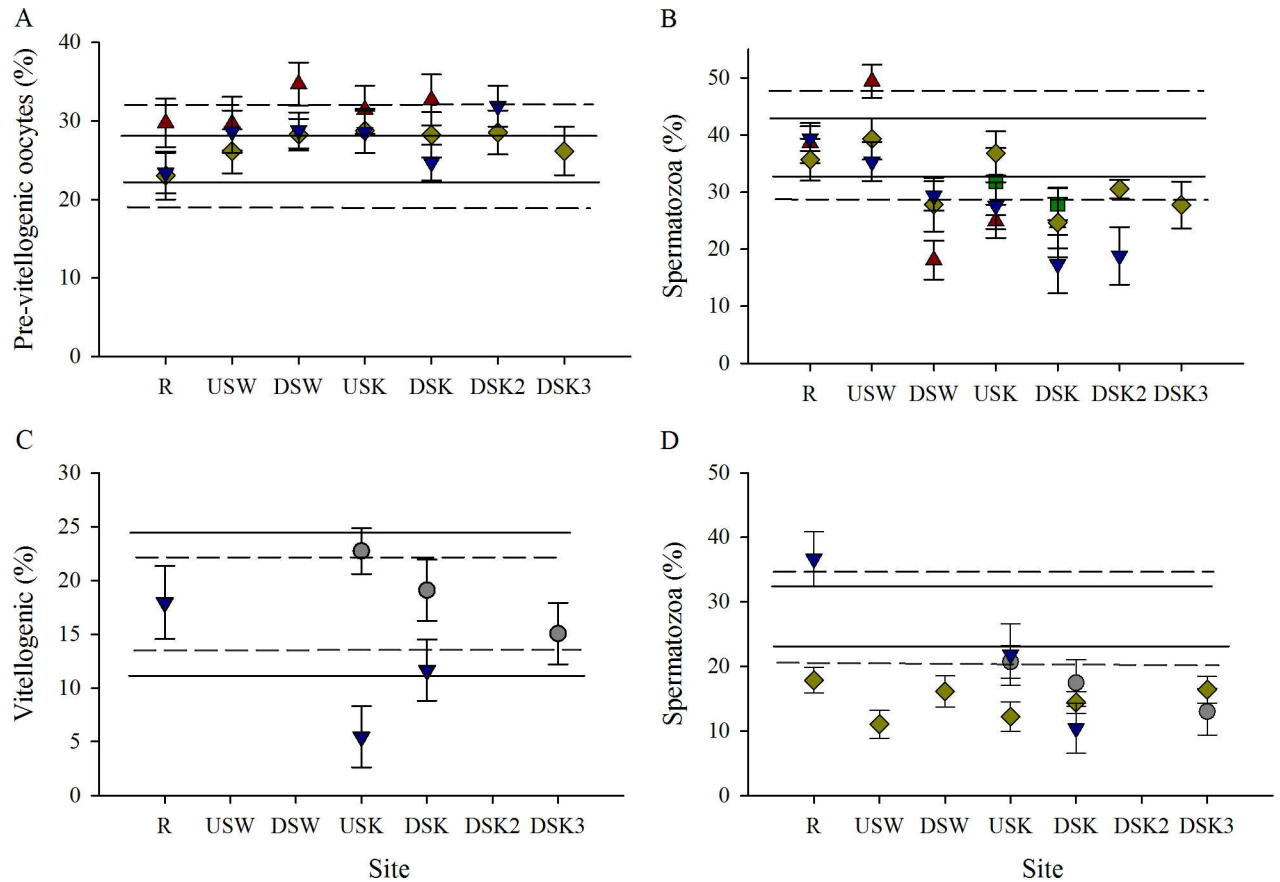 A
Pre-vitellogenic oocytes (%)
40
30
20
10
0
R USW DSW USK DSK DSK2 DSK3
B
Spermatozoa (%)
50
40
30
20
10
0
R USW DSW USK DSK DSK2 DSK3
C
Vitellogenic (%)
30
25
20
15
10
5
0
R USW DSW USK DSK DSK2 DSK3
Site
D
Spermatozoa (%)
50
40
30
20
10
0
R USW DSW USK DSK DSK2 DSK3
Site